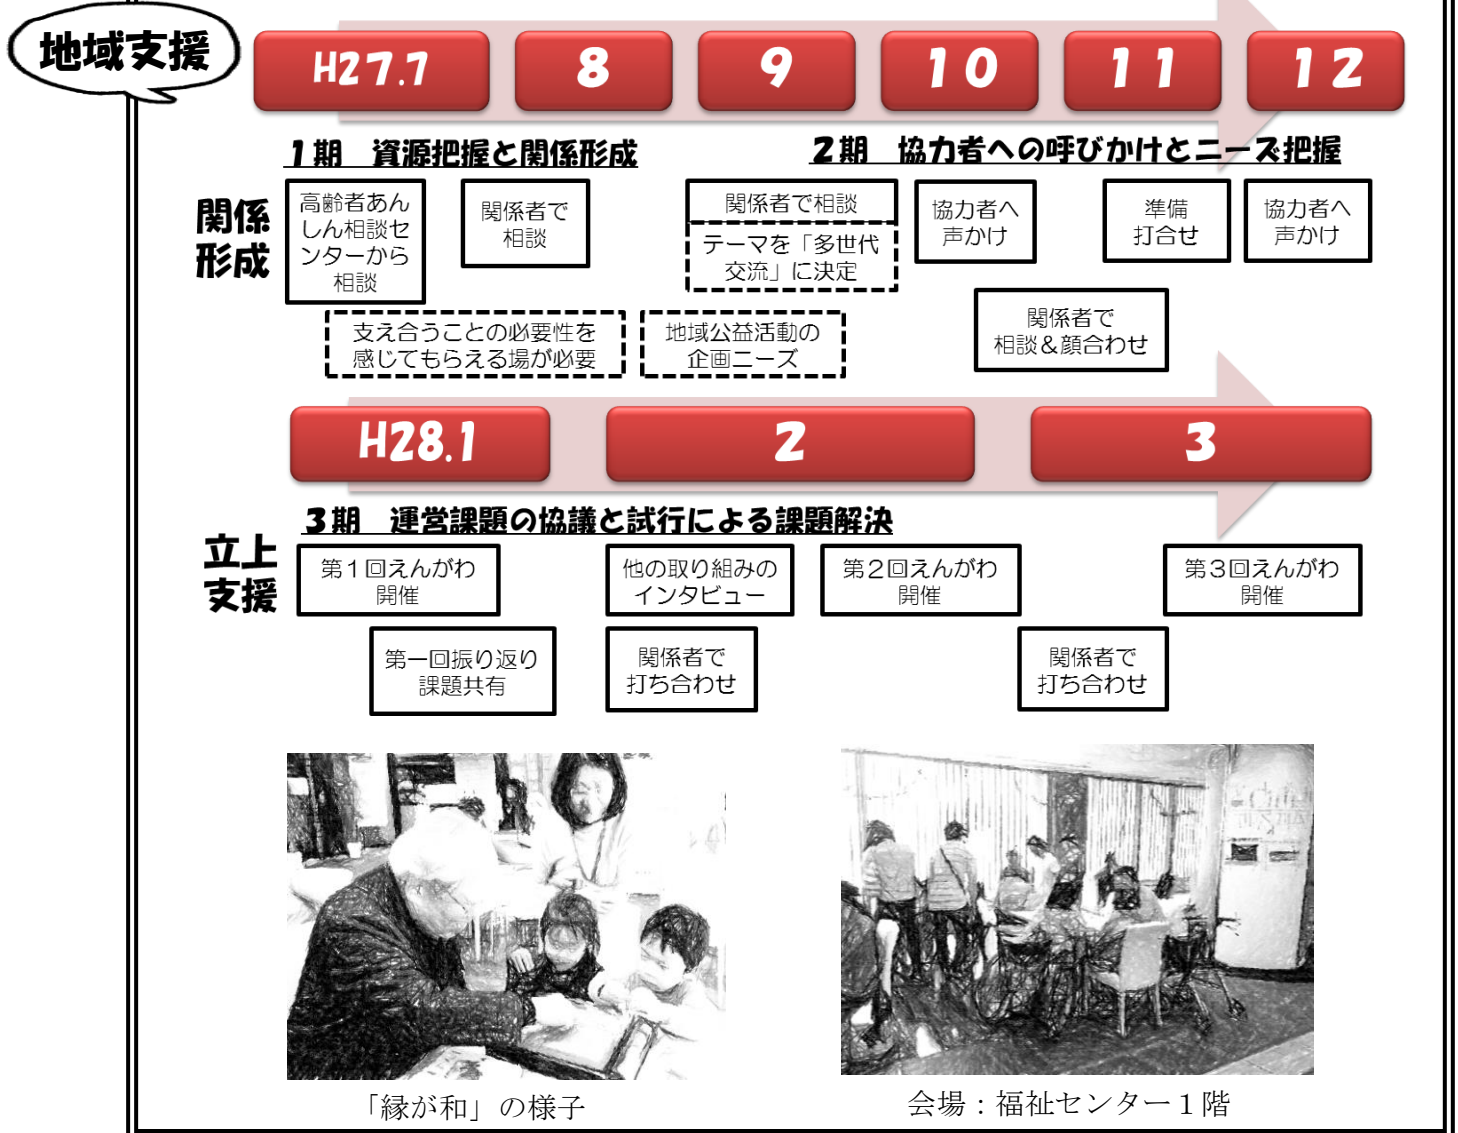 地域支援
H27.7
8
9
10
11
12
1期　資源把握と関係形成
2期　協力者への呼びかけとニーズ把握
関係
形成
高齢者あん
しん相談セ
ンターから
相談
関係者で
相談
関係者で相談
テーマを「多世代
交流」に決定
協力者へ
声かけ
準備
打合せ
協力者へ
声かけ
支え合うことの必要性を
感じてもらえる場が必要
地域公益活動の
企画ニーズ
関係者で
相談＆顔合わせ
H28.1
2
3
3期　運営課題の協議と試行による課題解決
立上
支援
第1回えんがわ
開催
他の取り組みの
インタビュー
第2回えんがわ
開催
第3回えんがわ
開催
第一回振り返り
課題共有
関係者で
打ち合わせ
関係者で
打ち合わせ
「縁が和」の様子
会場：福祉センター1階